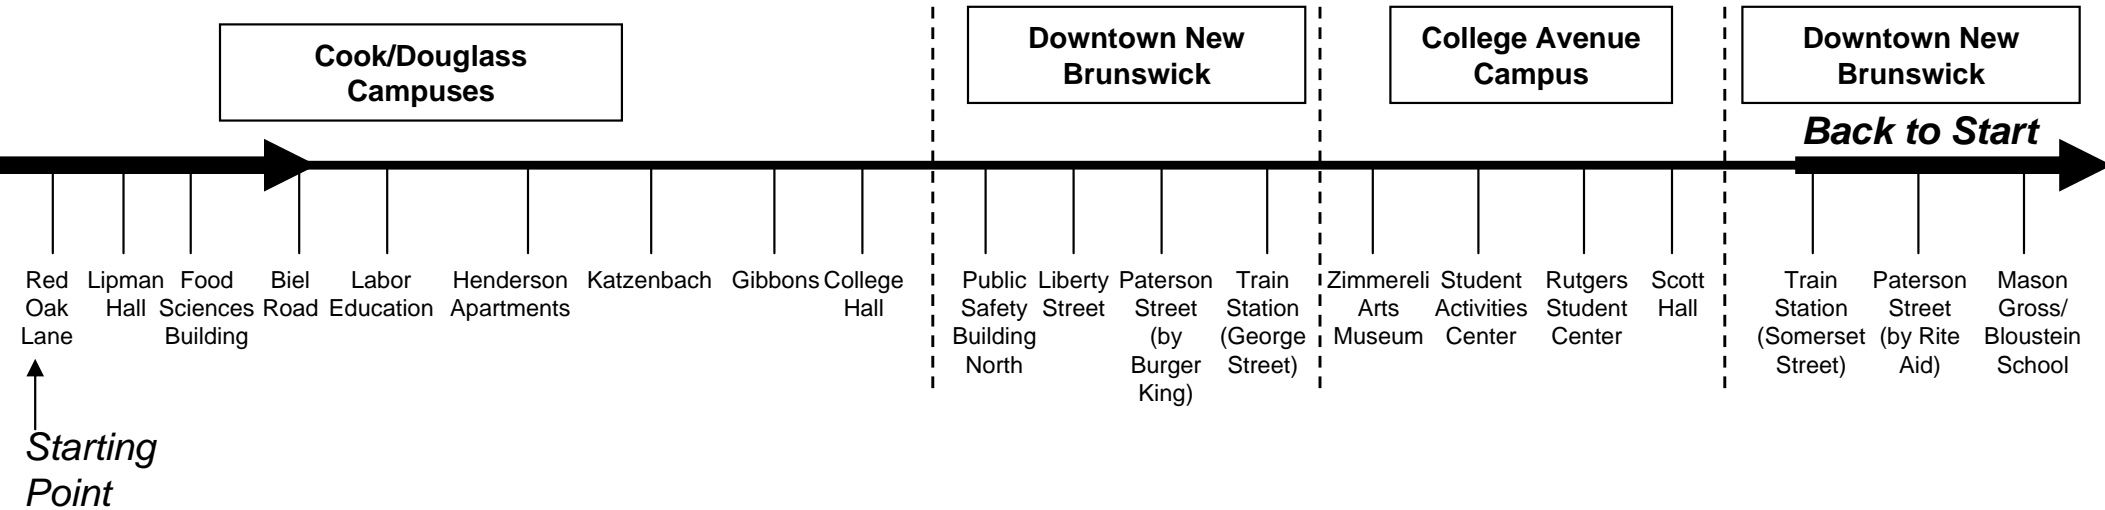 Cook/Douglass
Campuses
Downtown New
Brunswick
College Avenue
Campus
Downtown New
Brunswick
Back to Start
Red
Oak
Lane
Lipman
Hall
Food
Sciences
Building
Biel
Road
Labor
Education
Henderson
Apartments
Katzenbach
Gibbons
College
Hall
Public
Safety
Building
North
Liberty
Street
Paterson
Street
(by
Burger
King)
Train
Station
(George
Street)
Zimmereli
Arts
Museum
Student
Activities
Center
Rutgers
Student
Center
Scott
Hall
Train
Station
(Somerset
Street)
Paterson
Street
(by Rite
Aid)
Mason
Gross/
Bloustein
School
Starting
Point